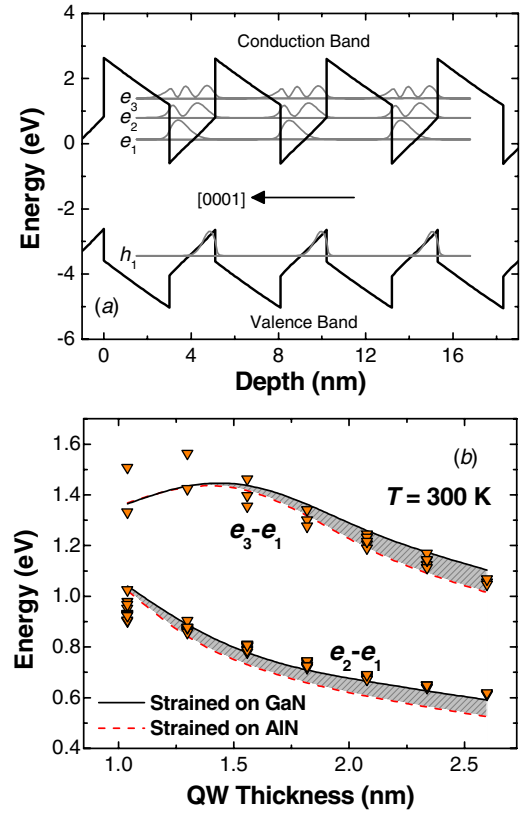 4
Conduction Band
2
e3
e2
0
e1
Energy (eV)
[0001]
-2
h1
-4
(a)
Valence Band
-6
0 4 8 12 16
Depth (nm)
1.6
(b)
1.4
T = 300 K
e3-e1
1.2
Energy (eV)
1.0
0.8
e2-e1
0.6
Strained on GaN
Strained on AlN
0.4
1.0 1.5 2.0 2.5
QW Thickness (nm)